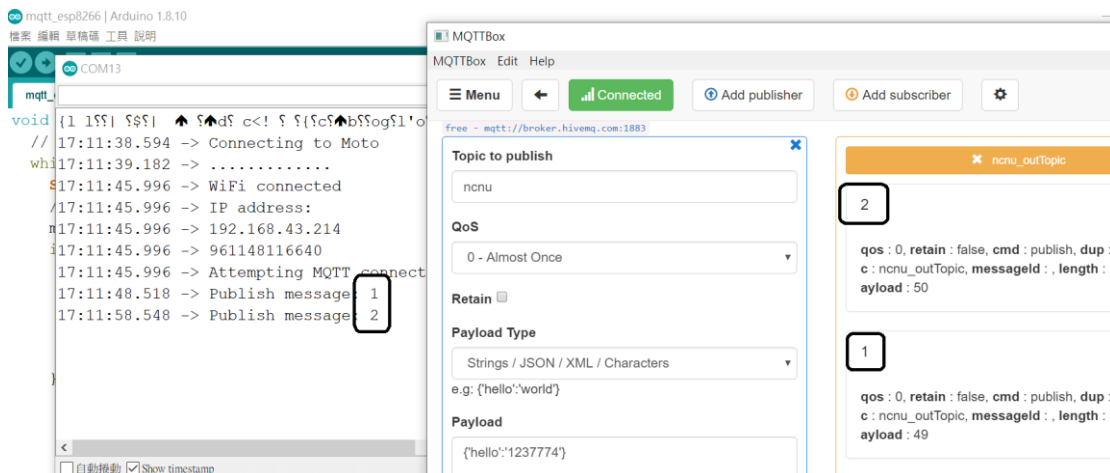 mqtt_esp8266 | Arduino 1.8.10
檔案 編輯 草稿碼 工具 說明
COM13
mqtt_
void
//
whi
17:11:38.594 -> Connecting to Moto
17:11:39.182 -> .............
17:11:45.996 -> WiFi connected
17:11:45.996 -> IP address:
17:11:45.996 -> 192.168.43.214
17:11:45.996 -> 961148116640
17:11:45.996 -> Attempting MQTT connect
17:11:48.518 -> Publish message: 1
17:11:58.548 -> Publish message: 2
自動捲動 Show timestamp
MQTTBox
MQTTBox Edit Help
Menu
Connected
Add publisher
Add subscriber
free - mqtt://broker.hivemq.com:1883
Topic to publish
ncnu
QoS
0 - Almost Once
Retain
Payload Type
Strings / JSON / XML / Characters
e.g: {'hello':'world'}
Payload
{'hello':'1237774'}
ncnu_outTopic
2
qos : 0, retain : false, cmd : publish, dup :
c : ncnu_outTopic, messageId : , length :
ayload : 50
1
qos : 0, retain : false, cmd : publish, dup :
c : ncnu_outTopic, messageId : , length :
ayload : 49